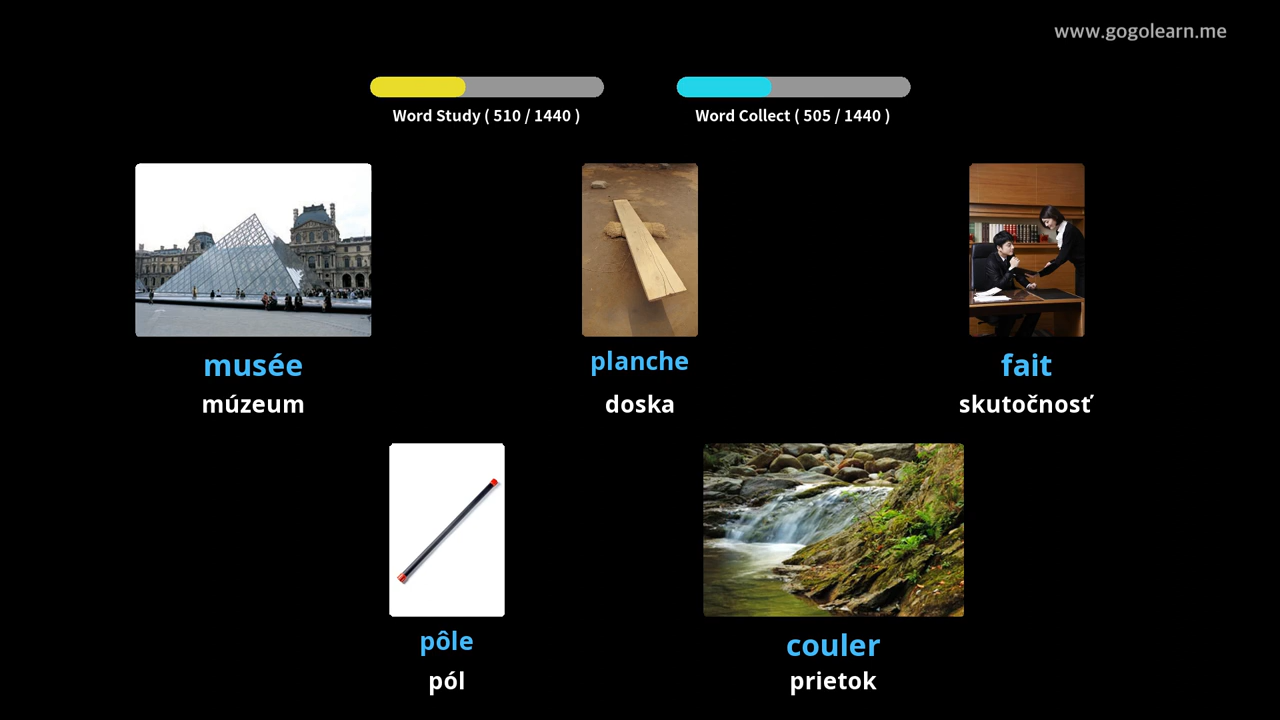 www.gogolearn.me
Word Study ( 510 / 1440 )
Word Collect ( 505 / 1440 )
musée
planche
fait
múzeum
doska
skutočnosť
pôle
couler
pól
prietok